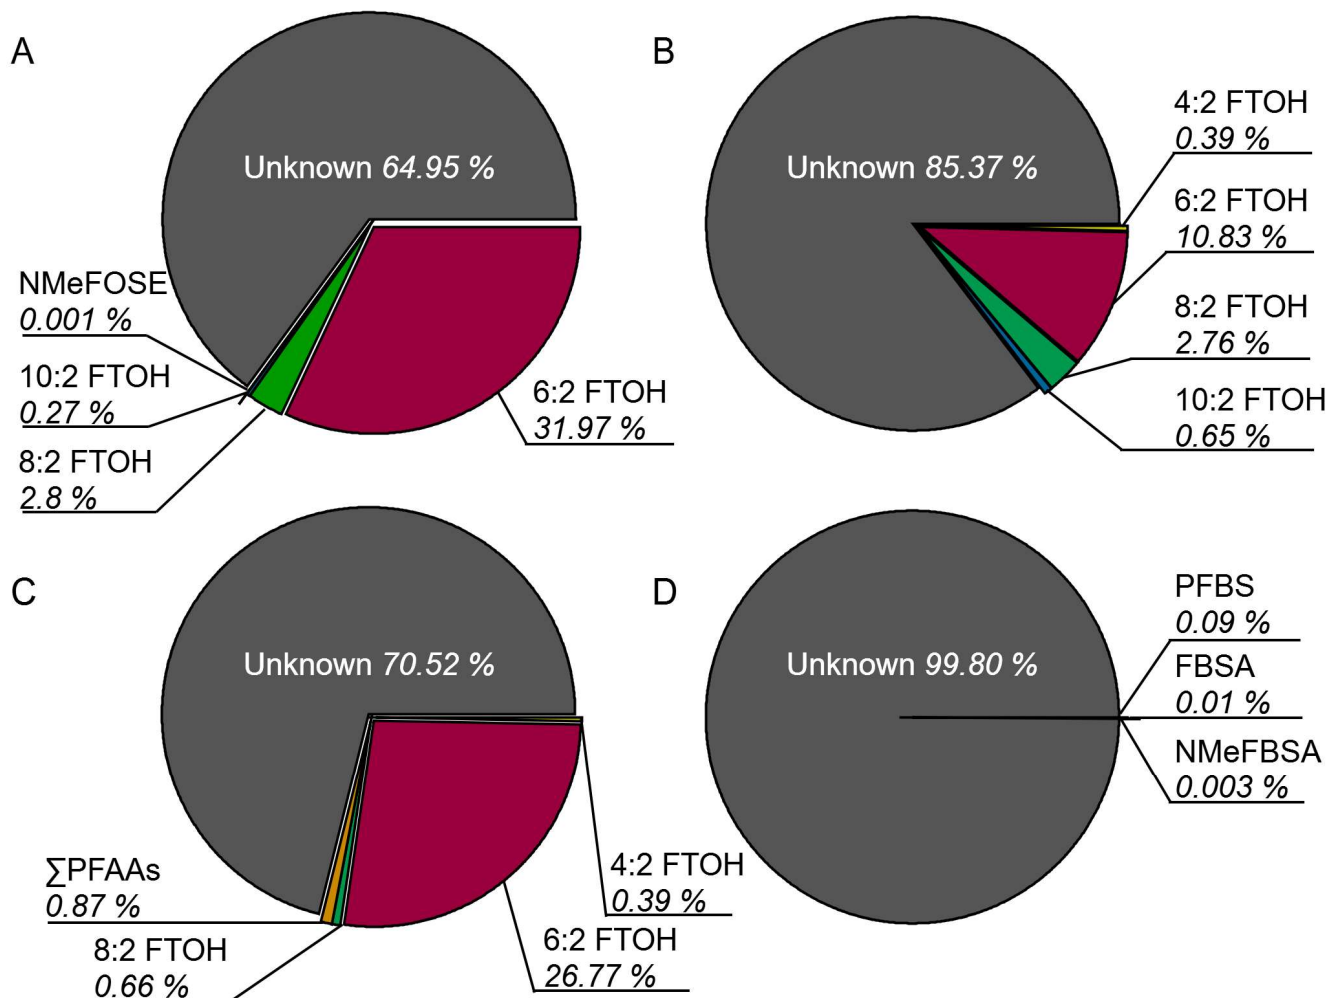 A
Unknown 64.95 %
NMeFOSE
0.001 %
10:2 FTOH
0.27 %
8:2 FTOH
2.8 %
6:2 FTOH
31.97 %
B
Unknown 85.37 %
4:2 FTOH
0.39 %
6:2 FTOH
10.83 %
8:2 FTOH
2.76 %
10:2 FTOH
0.65 %
C
Unknown 70.52 %
∑PFAAs
0.87 %
8:2 FTOH
0.66 %
4:2 FTOH
0.39 %
6:2 FTOH
26.77 %
D
Unknown 99.80 %
PFBS
0.09 %
FBSA
0.01 %
NMeFBSA
0.003 %